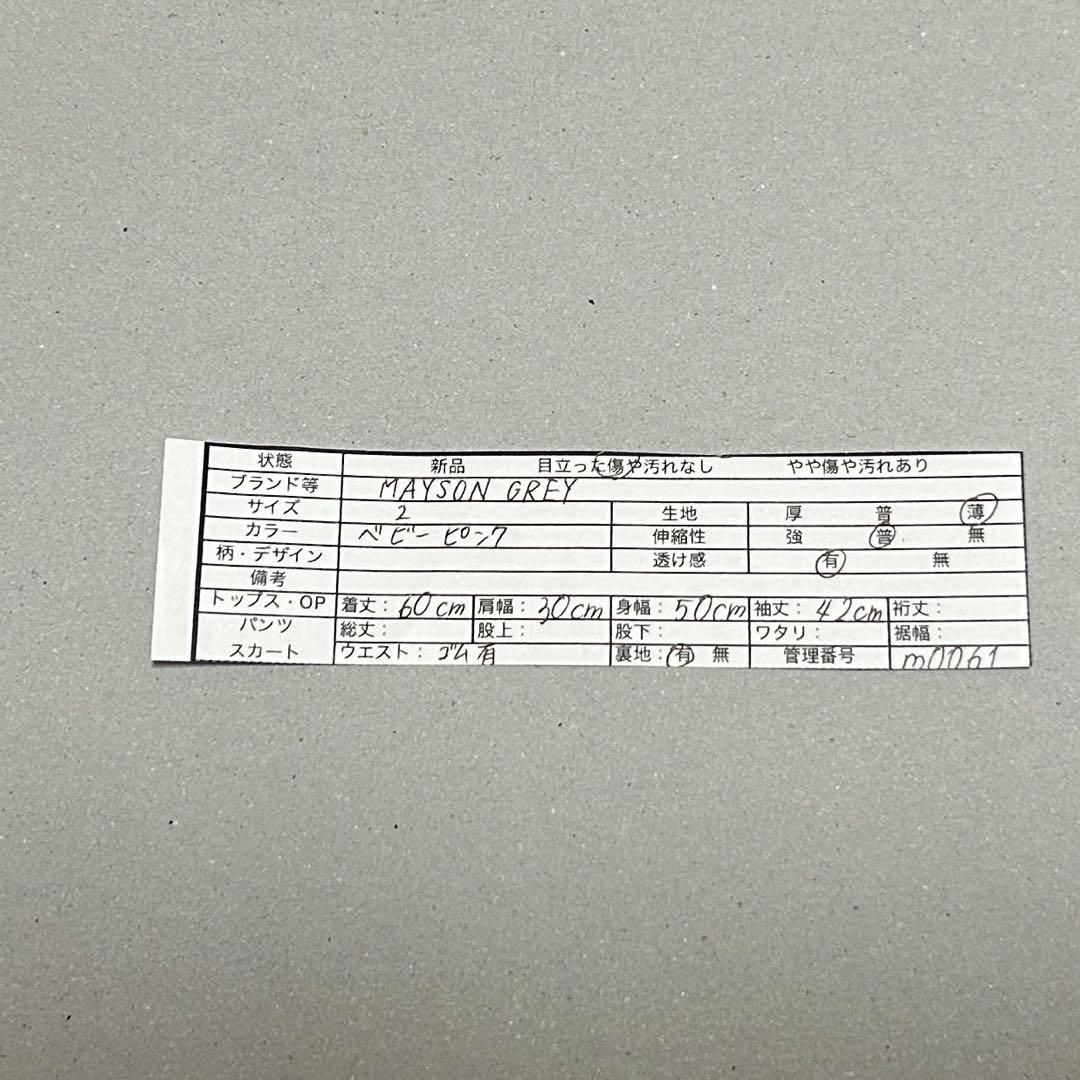 状態 新品 目立った傷や汚れなし やや傷や汚れあり
ブランド等 MAYSON GREY
サイズ 2 生地 厚 普 薄
カラー ベビーピンク 伸縮性 強 普 無
柄・デザイン 透け感 有 無
備考
トップス・OP 着丈：60cm 肩幅：30cm 身幅：50cm 袖丈：42cm 裄丈：
パンツ 総丈： 股上： 股下： ワタリ： 裾幅：
スカート ウエスト：ゴム有 裏地：有 無 管理番号 m0061